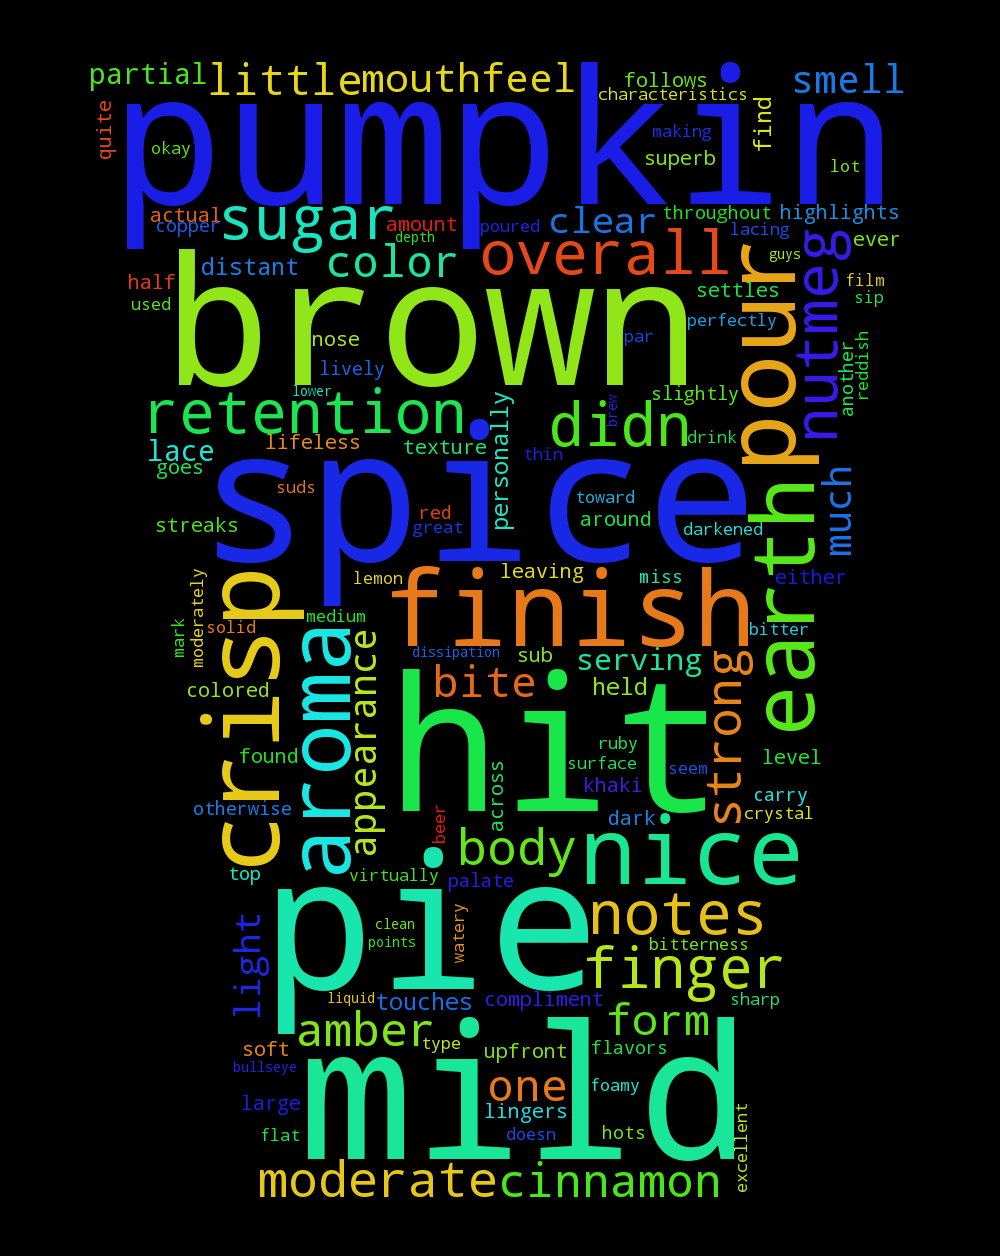 partial
little
mouthfeel
follows
smell
characteristics
pumpkin
quite
find
making
okay
superb
lot
actual
sugar
amount
copper
depth
poured
clear
throughout
highlights
lacing
distant
color
overall
guys
ever
half
used
brown
settles
film
sip
pour
nutmeg
nose
par
perfectly
lively
another
reddish
lower
retention
personally
didn
brew
slightly
lace
lifeless
texture
thin
drink
goes
spice
suds
toward
much
streaks
red
great
around
darkened
earth
crisp
moderately
mark
lemon
leaving
miss
either
finish
solid
medium
bitter
aroma
appearance
dissipation
sub
serving
strong
colored
bite
held
hit
found
ruby
surface
seem
level
khaki
across
otherwise
beer
dark
carry
crystal
body
nice
top
virtually
palate
pie
light
clean
points
watery
notes
bitterness
finger
liquid
touches
compliment
sharp
amber
form
soft
type
upfront
flavors
bullseye
mild
one
foamy
large
lingers
flat
doesn
hots
excellent
moderate
cinnamon